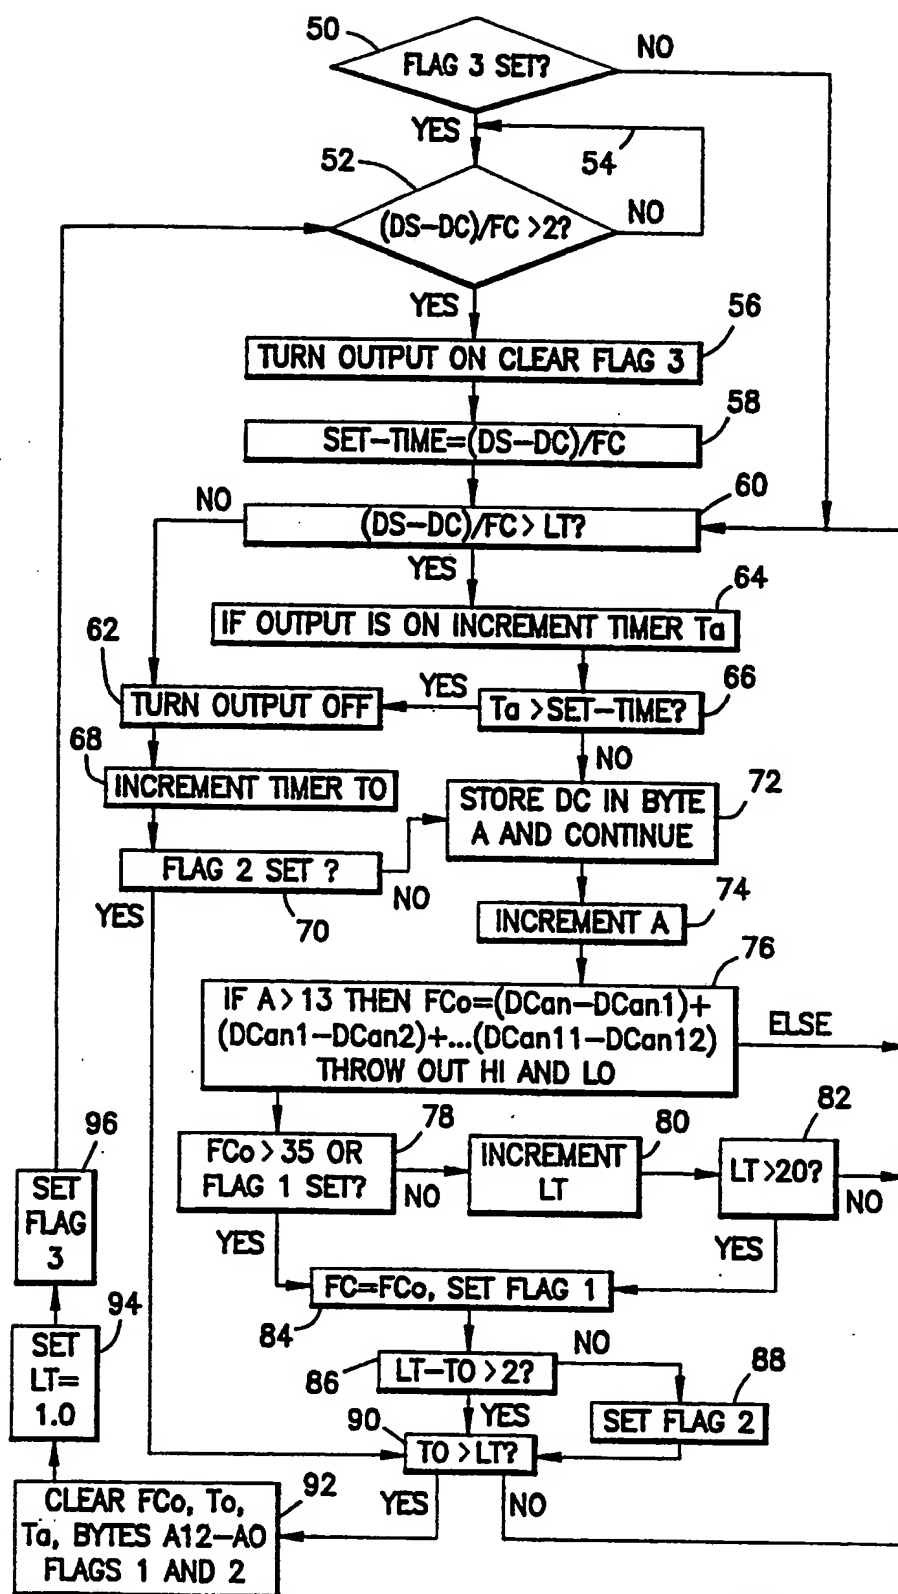 50
FLAG 3 SET?
NO
YES
54
52
(DS-DC)/FC >2?
NO
YES
56
TURN OUTPUT ON CLEAR FLAG 3
58
SET-TIME=(DS-DC)/FC
60
NO
(DS-DC)/FC > LT?
YES
64
IF OUTPUT IS ON INCREMENT TIMER Ta
62
YES
66
TURN OUTPUT OFF
Ta >SET-TIME?
68
NO
INCREMENT TIMER TO
72
STORE DC IN BYTE
A AND CONTINUE
FLAG 2 SET ?
NO
YES
70
74
INCREMENT A
76
IF A > 13 THEN FCo=(DCan-DCan1)+
(DCan1-DCan2)+...(DCan11-DCan12)
THROW OUT HI AND LO
ELSE
78
80
82
96
FCo > 35 OR
FLAG 1 SET?
NO
INCREMENT
LT
LT >20?
NO
SET
FLAG
3
YES
YES
FC=FCo, SET FLAG 1
84
94
SET
LT=
1.0
NO
86
LT-TO >2?
88
YES
SET FLAG 2
90
TO >LT?
92
YES
NO
CLEAR FCo, To,
Ta, BYTES A12-A0
FLAGS 1 AND 2